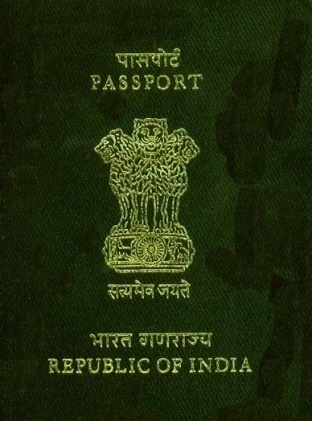 पासपोर्ट
PASSPORT
सत्यमेव जयते
भारत गणराज्य
REPUBLIC OF INDIA